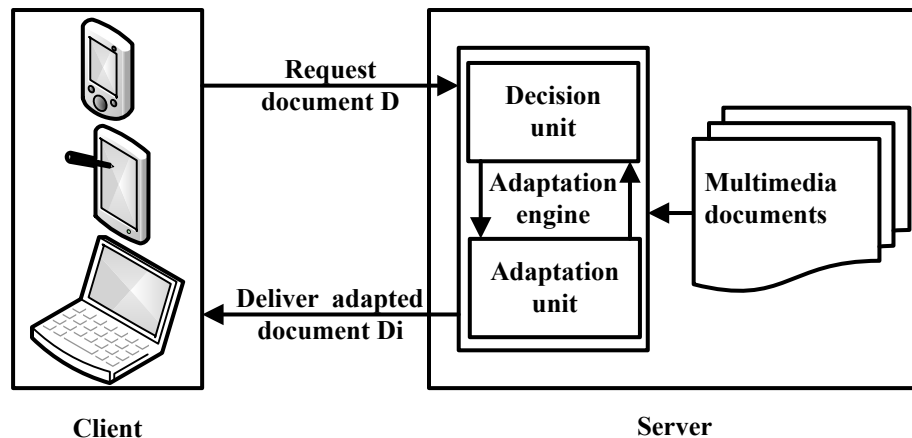 Request
document D
Decision
unit
Adaptation
engine
Multimedia
documents
Adaptation
unit
Deliver adapted
document Di
Client
Server